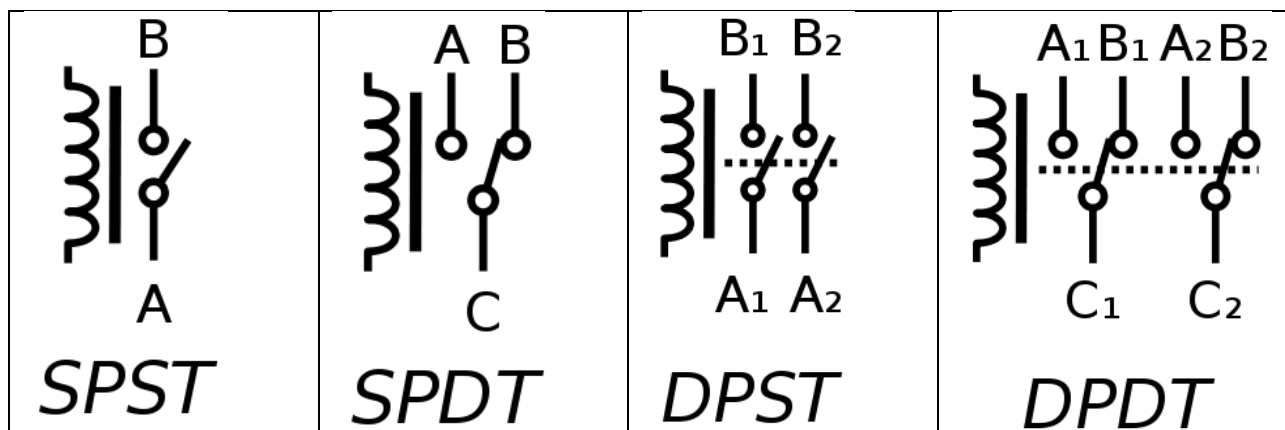 B
A
SPST
A B
C
SPDT
B₁ B₂
A₁ A₂
DPST
A₁ B₁ A₂ B₂
C₁ C₂
DPDT